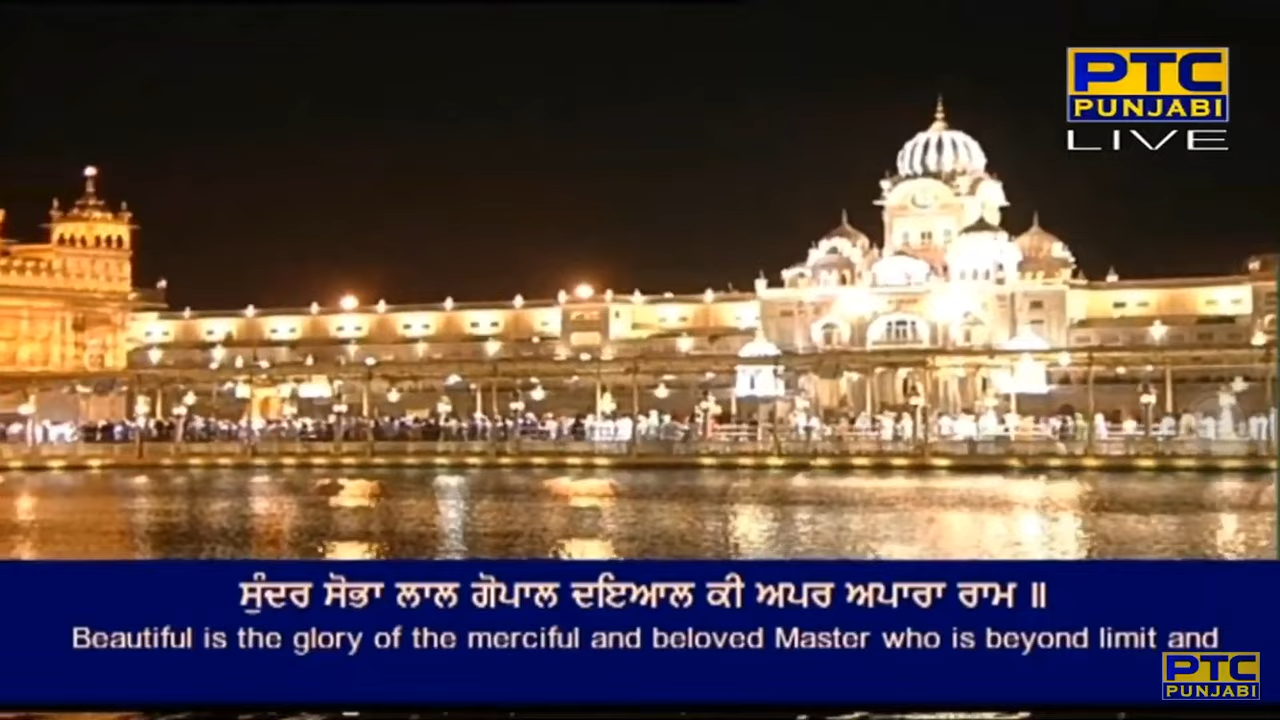 PTC
PUNJABI
LIVE
ਸੁੰਦਰ ਸੋਭਾ ਲਾਲ ਗੋਪਾਲ ਦਇਆਲ ਕੀ ਅਪਰ ਅਪਾਰਾ ਰਾਮ ॥
Beautiful is the glory of the merciful and beloved Master who is beyond limit and
PTC
PUNJABI